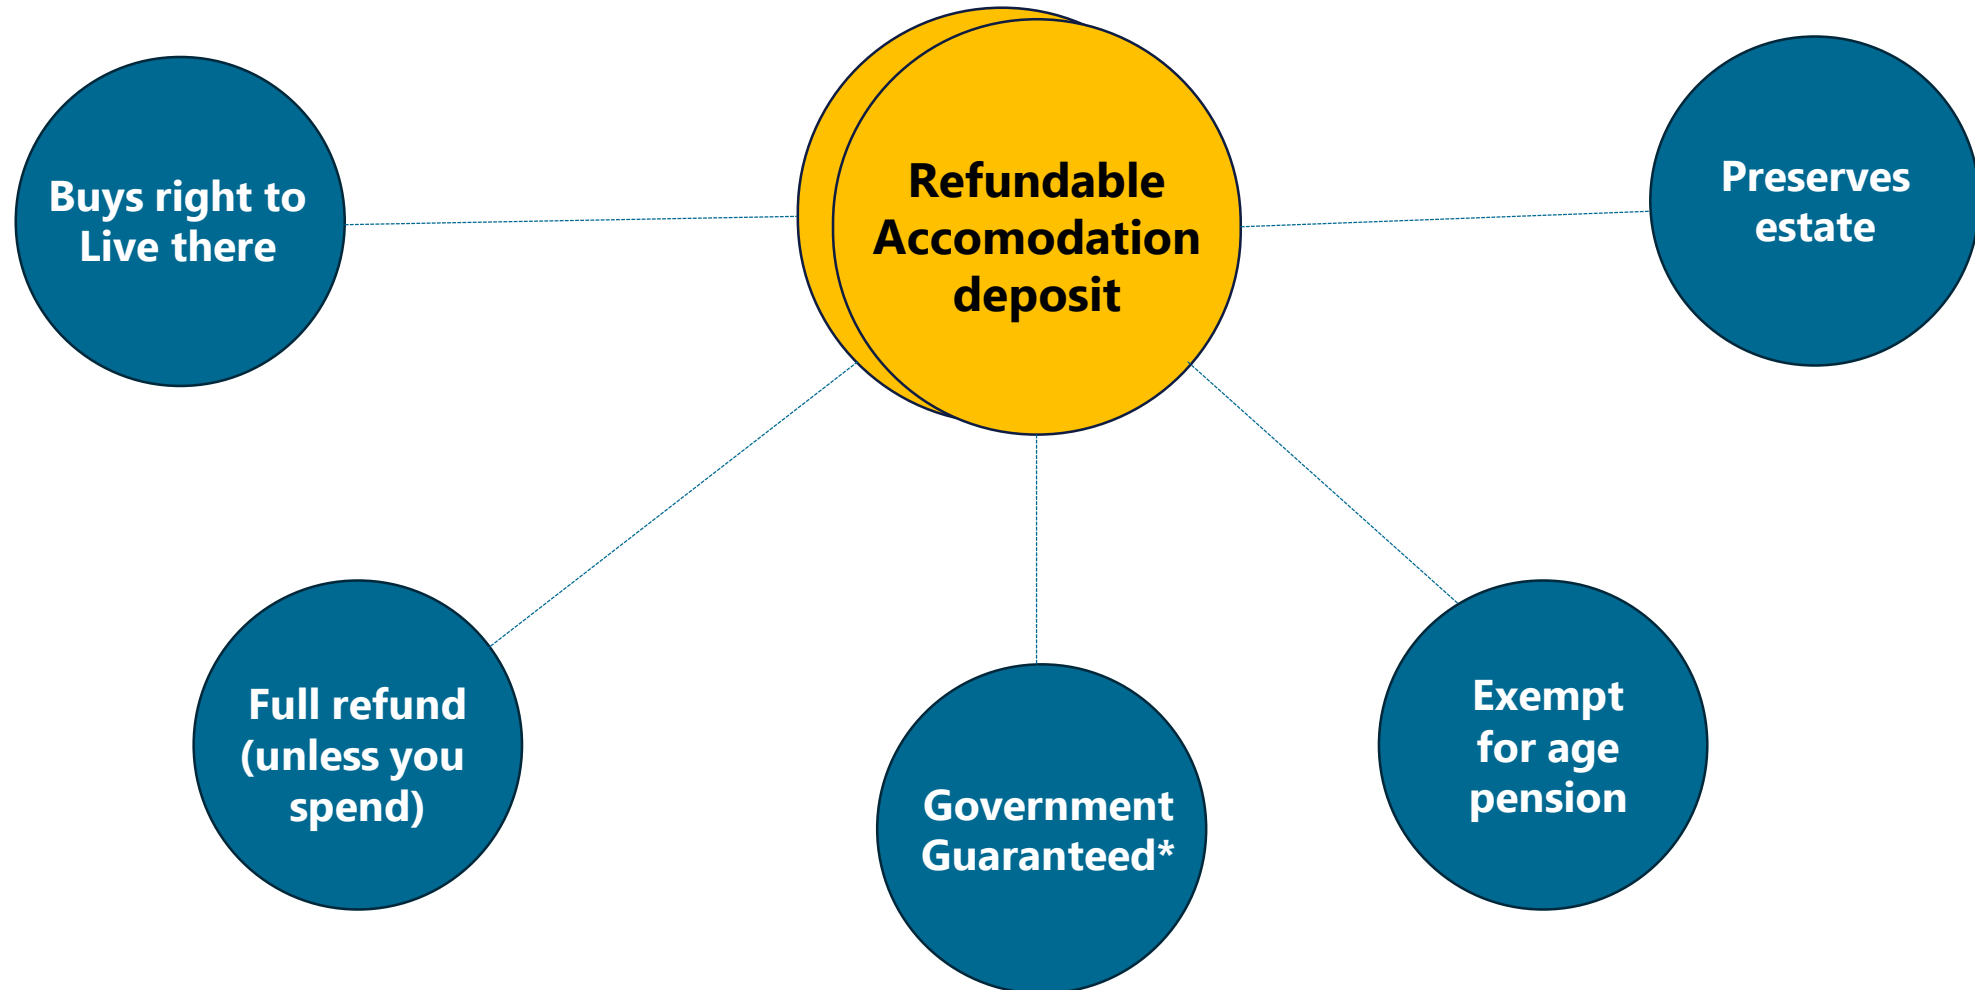 Buys right to
Live there
Refundable
Accomodation
deposit
Preserves
estate
Full refund
(unless you
spend)
Government
Guaranteed*
Exempt
for age
pension